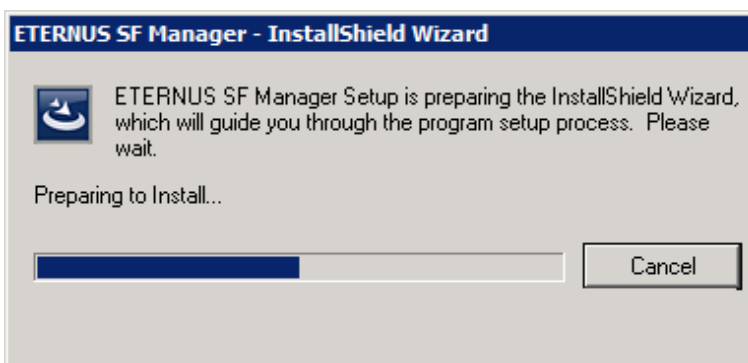 ETERNUS SF Manager - InstallShield Wizard
ETERNUS SF Manager Setup is preparing the InstallShield Wizard,
which will guide you through the program setup process.  Please
wait.
Preparing to Install...
Cancel